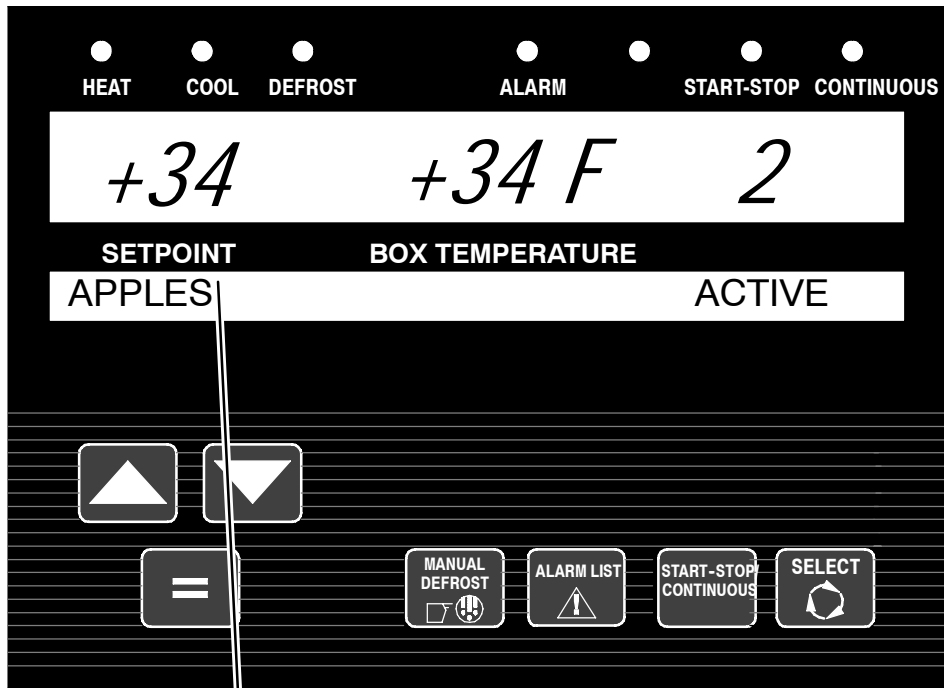 HEAT COOL DEFROST ALARM START-STOP CONTINUOUS
+34 +34 F 2
SETPOINT BOX TEMPERATURE
APPLES ACTIVE
=
MANUAL DEFROST
ALARM LIST
START-STOP/
CONTINUOUS
SELECT